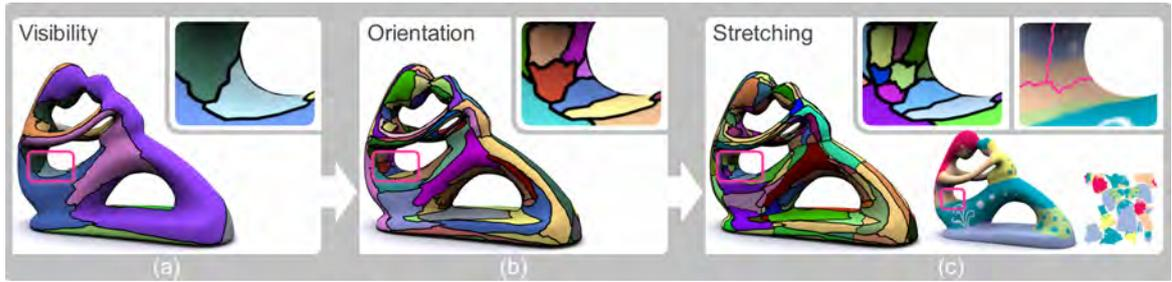 Visibility
Orientation
Stretching
(a)
(b)
(c)